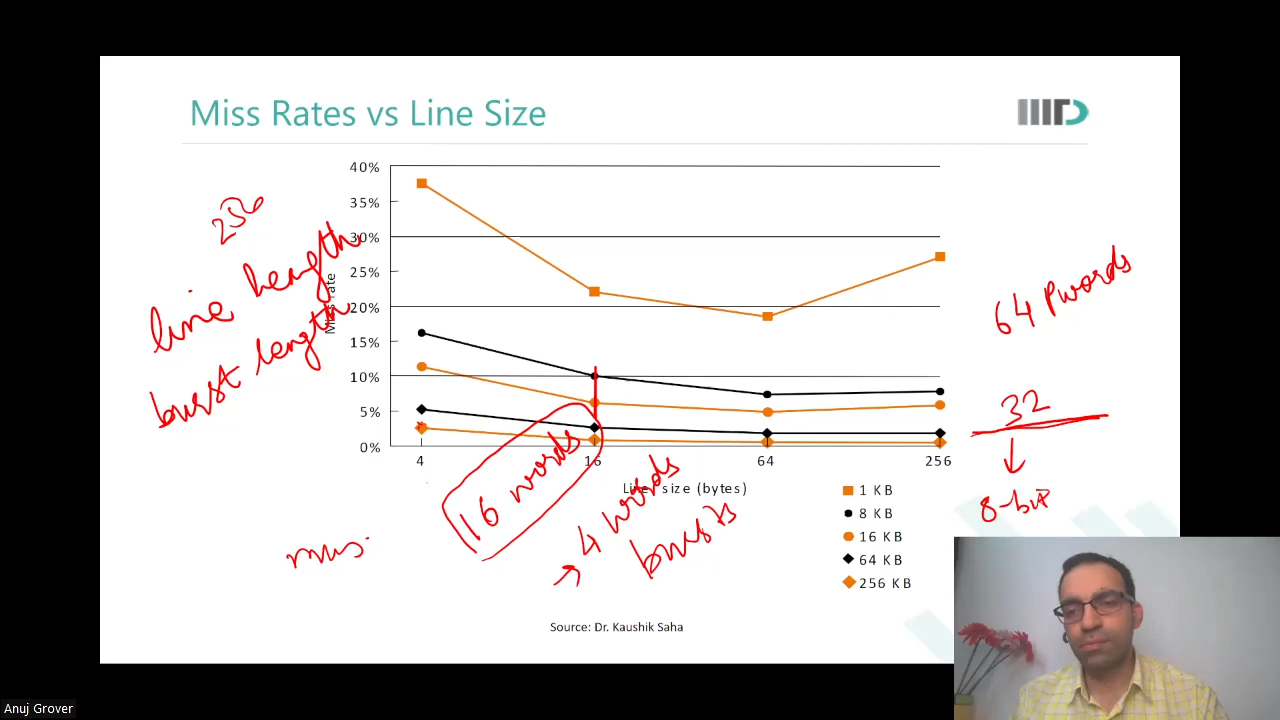 Miss Rates vs Line Size
IIITD
40%
35%
30%
25%
20%
15%
10%
5%
0%
4
16
64
256
Line size (bytes)
1 KB
8 KB
16 KB
64 KB
256 KB
256
line length
burst length
16 words
4 words
bursts
64 words
32
8-bit
Source: Dr. Kaushik Saha
Anuj Grover